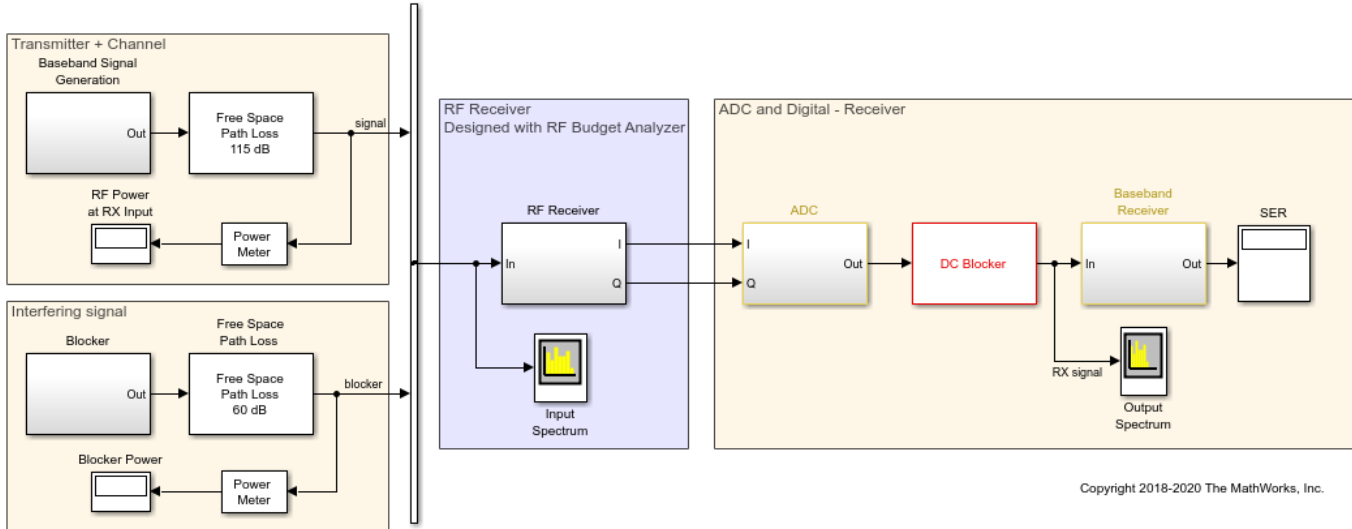 Transmitter + Channel
Baseband Signal
Generation
Out
Free Space
Path Loss
115 dB
signal
RF Power
at RX Input
Power
Meter
Interfering signal
Blocker
Out
Free Space
Path Loss
Free Space
Path Loss
60 dB
blocker
Blocker Power
Power
Meter
RF Receiver
Designed with RF Budget Analyzer
RF Receiver
In
I
Q
Input
Spectrum
ADC and Digital - Receiver
ADC
I
Q
Out
DC Blocker
Baseband
Receiver
In
Out
SER
RX signal
Output
Spectrum
Copyright 2018-2020 The MathWorks, Inc.